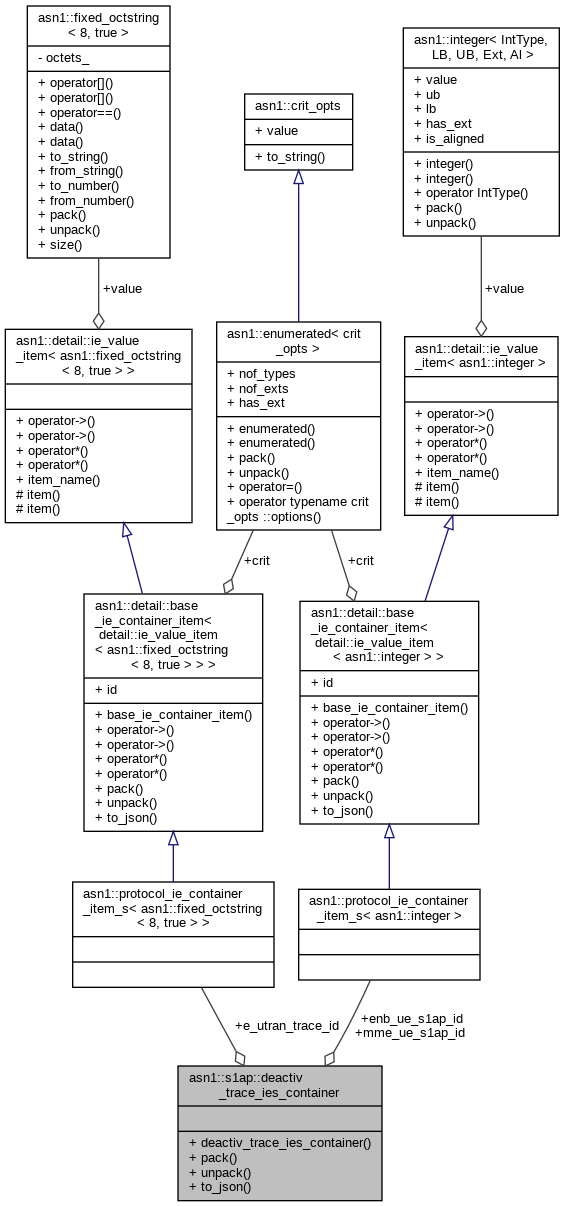 asn1::fixed_octstring
< 8, true >
- octets_
+ operator[]()
+ operator[]()
+ operator==()
+ data()
+ data()
+ to_string()
+ from_string()
+ to_number()
+ from_number()
+ pack()
+ unpack()
+ size()
asn1::crit_opts
+ value
+ to_string()
asn1::integer< IntType,
LB, UB, Ext, Al >
+ value
+ ub
+ lb
+ has_ext
+ is_aligned
+ integer()
+ integer()
+ operator IntType()
+ pack()
+ unpack()
+value
+value
asn1::detail::ie_value
_item< asn1::fixed_octstring
< 8, true > >
+ operator->()
+ operator->()
+ operator*()
+ operator*()
+ item_name()
# item()
# item()
asn1::enumerated< crit
_opts >
+ nof_types
+ nof_exts
+ has_ext
+ enumerated()
+ enumerated()
+ pack()
+ unpack()
+ operator=()
+ operator typename crit
_opts ::options()
asn1::detail::ie_value
_item< asn1::integer >
+ operator->()
+ operator->()
+ operator*()
+ operator*()
+ item_name()
# item()
# item()
+crit
+crit
asn1::detail::base
_ie_container_item<
detail::ie_value_item
< asn1::fixed_octstring
< 8, true > > >
+ id
+ base_ie_container_item()
+ operator->()
+ operator->()
+ operator*()
+ operator*()
+ pack()
+ unpack()
+ to_json()
asn1::detail::base
_ie_container_item<
detail::ie_value_item
< asn1::integer > >
+ id
+ base_ie_container_item()
+ operator->()
+ operator->()
+ operator*()
+ operator*()
+ pack()
+ unpack()
+ to_json()
asn1::protocol_ie_container
_item_s< asn1::fixed_octstring
< 8, true > >
asn1::protocol_ie_container
_item_s< asn1::integer >
+e_utran_trace_id
+enb_ue_s1ap_id
+mme_ue_s1ap_id
asn1::s1ap::deactiv
_trace_ies_container
+ deactiv_trace_ies_container()
+ pack()
+ unpack()
+ to_json()